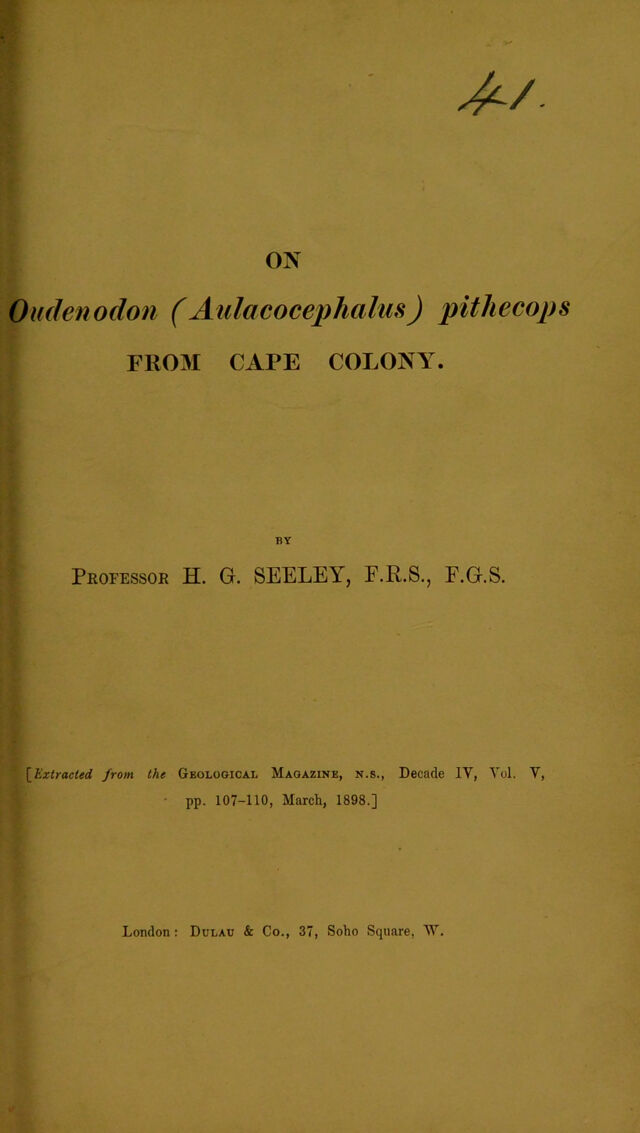 41.
ON
Oudenodon (Aulacocephalus) pithecops
FROM CAPE COLONY.
BY
PROFESSOR H. G. SEELEY, F.R.S., F.G.S.
[Extracted from the GEOLOGICAL MAGAZINE, N.S., Decade IV, Vol. V,
pp. 107-110, March, 1898.]
London: DULAU & Co., 37, Soho Square, W.